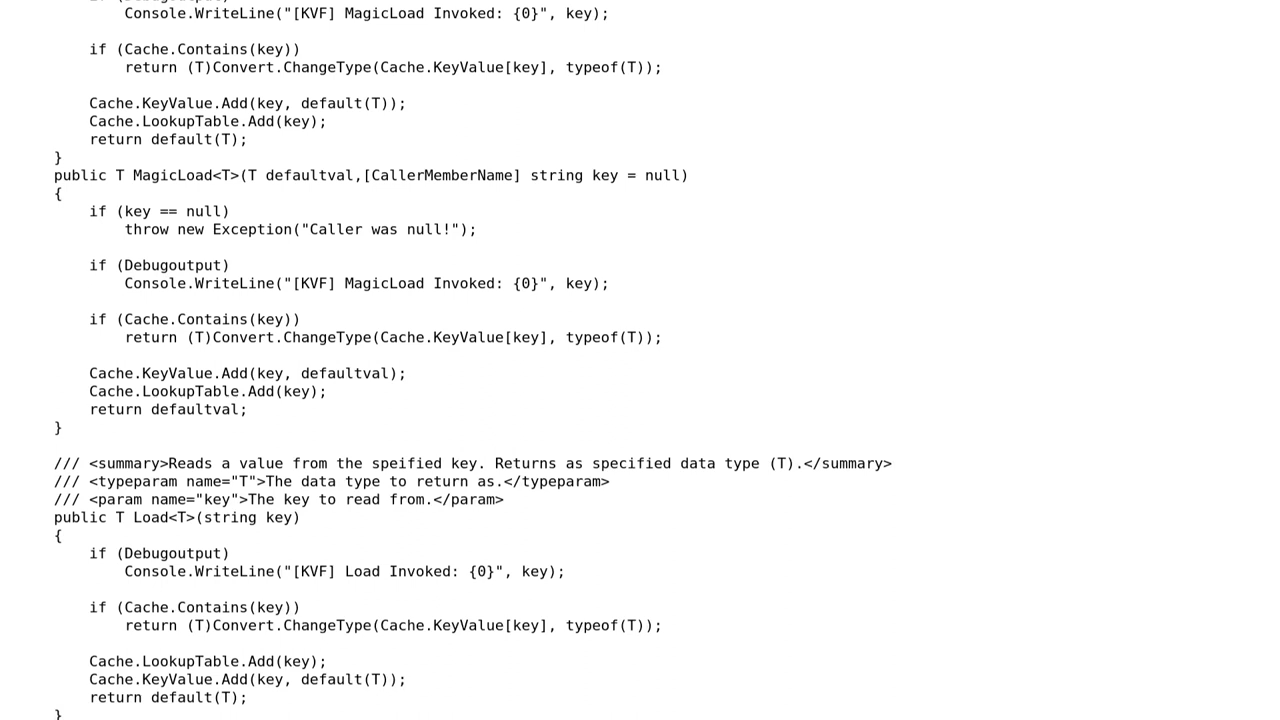 Console.WriteLine("[KVF] MagicLoad Invoked: {0}", key);
if (Cache.Contains(key))
return (T)Convert.ChangeType(Cache.KeyValue[key], typeof(T));
Cache.KeyValue.Add(key, default(T));
Cache.LookupTable.Add(key);
return default(T);
}
public T MagicLoad<T>(T defaultval,[CallerMemberName] string key = null)
{
if (key == null)
throw new Exception("Caller was null!");
if (Debugoutput)
Console.WriteLine("[KVF] MagicLoad Invoked: {0}", key);
if (Cache.Contains(key))
return (T)Convert.ChangeType(Cache.KeyValue[key], typeof(T));
Cache.KeyValue.Add(key, defaultval);
Cache.LookupTable.Add(key);
return defaultval;
}
/// <summary>Reads a value from the speified key. Returns as specified data type (T).</summary>
/// <typeparam name="T">The data type to return as.</typeparam>
/// <param name="key">The key to read from.</param>
public T Load<T>(string key)
{
if (Debugoutput)
Console.WriteLine("[KVF] Load Invoked: {0}", key);
if (Cache.Contains(key))
return (T)Convert.ChangeType(Cache.KeyValue[key], typeof(T));
Cache.LookupTable.Add(key);
Cache.KeyValue.Add(key, default(T));
return default(T);
}